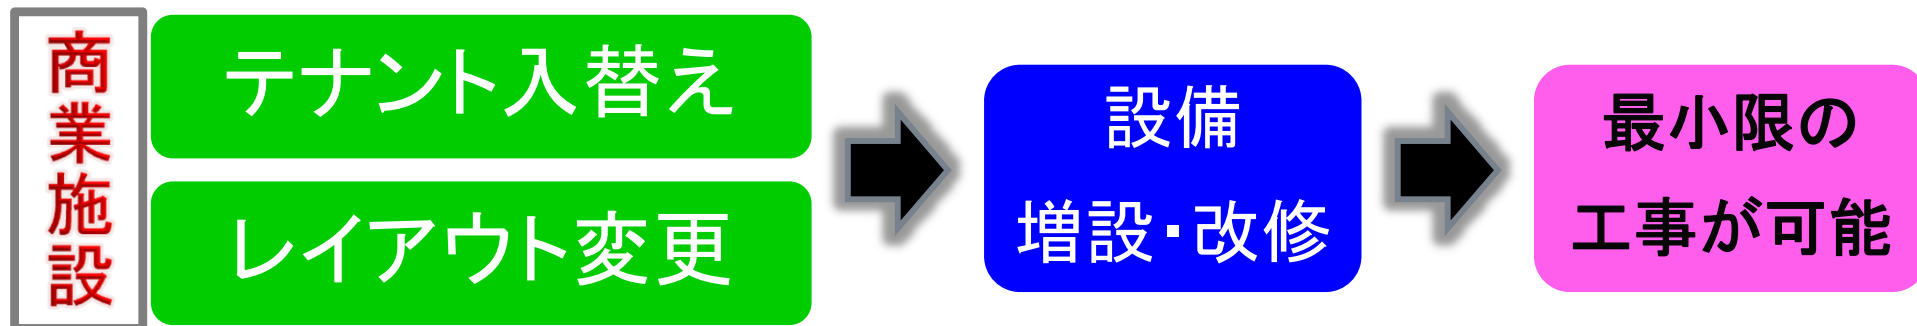 商業施設
テナント入替え
レイアウト変更
設備
増設・改修
最小限の
工事が可能